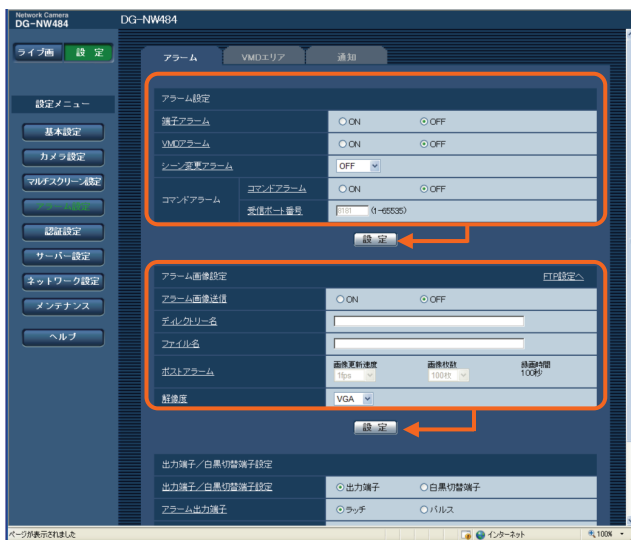 Network Camera
DG-NW484
DG-NW484
ライブ画 設 定
アラーム VMDエリア 通知
設定メニュー
基本設定
カメラ設定
マルチスクリーン設定
アラーム設定
認証設定
サーバー設定
ネットワーク設定
メンテナンス
ヘルプ
アラーム設定
端子アラーム ON OFF
VMDアラーム ON OFF
シーン変更アラーム OFF
コマンドアラーム コマンドアラーム ON OFF
受信ポート番号 8181 (1-65535)
設 定
アラーム画像設定 FTP設定へ
アラーム画像送信 ON OFF
ディレクトリー名
ファイル名
ポストアラーム 画像更新速度 画像枚数 録画時間
1fps 100枚 100秒
解像度 VGA
設 定
出力端子／白黒切替端子設定
出力端子／白黒切替端子設定 出力端子 白黒切替端子
アラーム出力端子 ラッチ パルス
ページが表示されました インターネット 100%